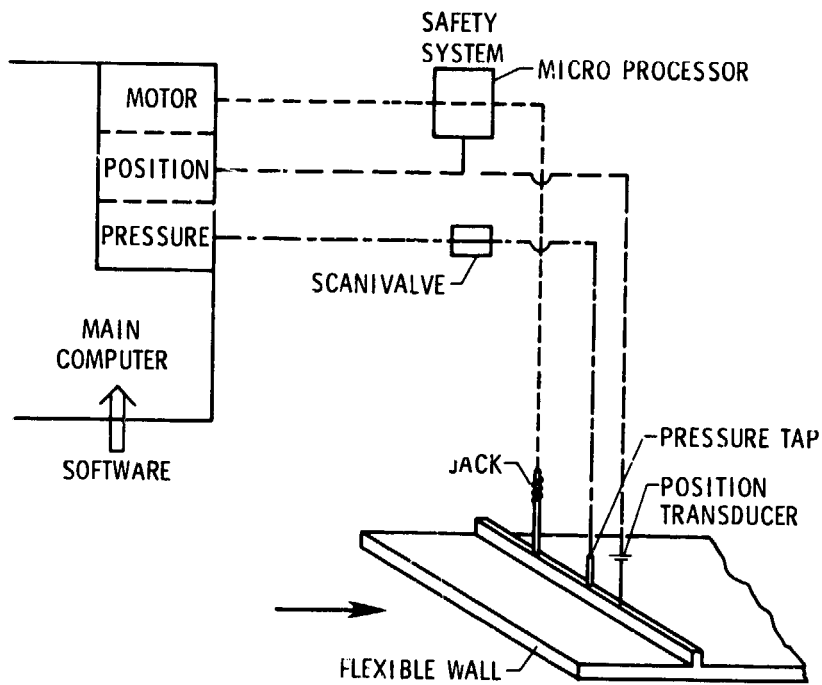 SAFETY
SYSTEM
MICRO PROCESSOR
MOTOR
POSITION
PRESSURE
SCANIVALVE
MAIN
COMPUTER
SOFTWARE
JACK
PRESSURE TAP
POSITION
TRANSDUCER
FLEXIBLE WALL